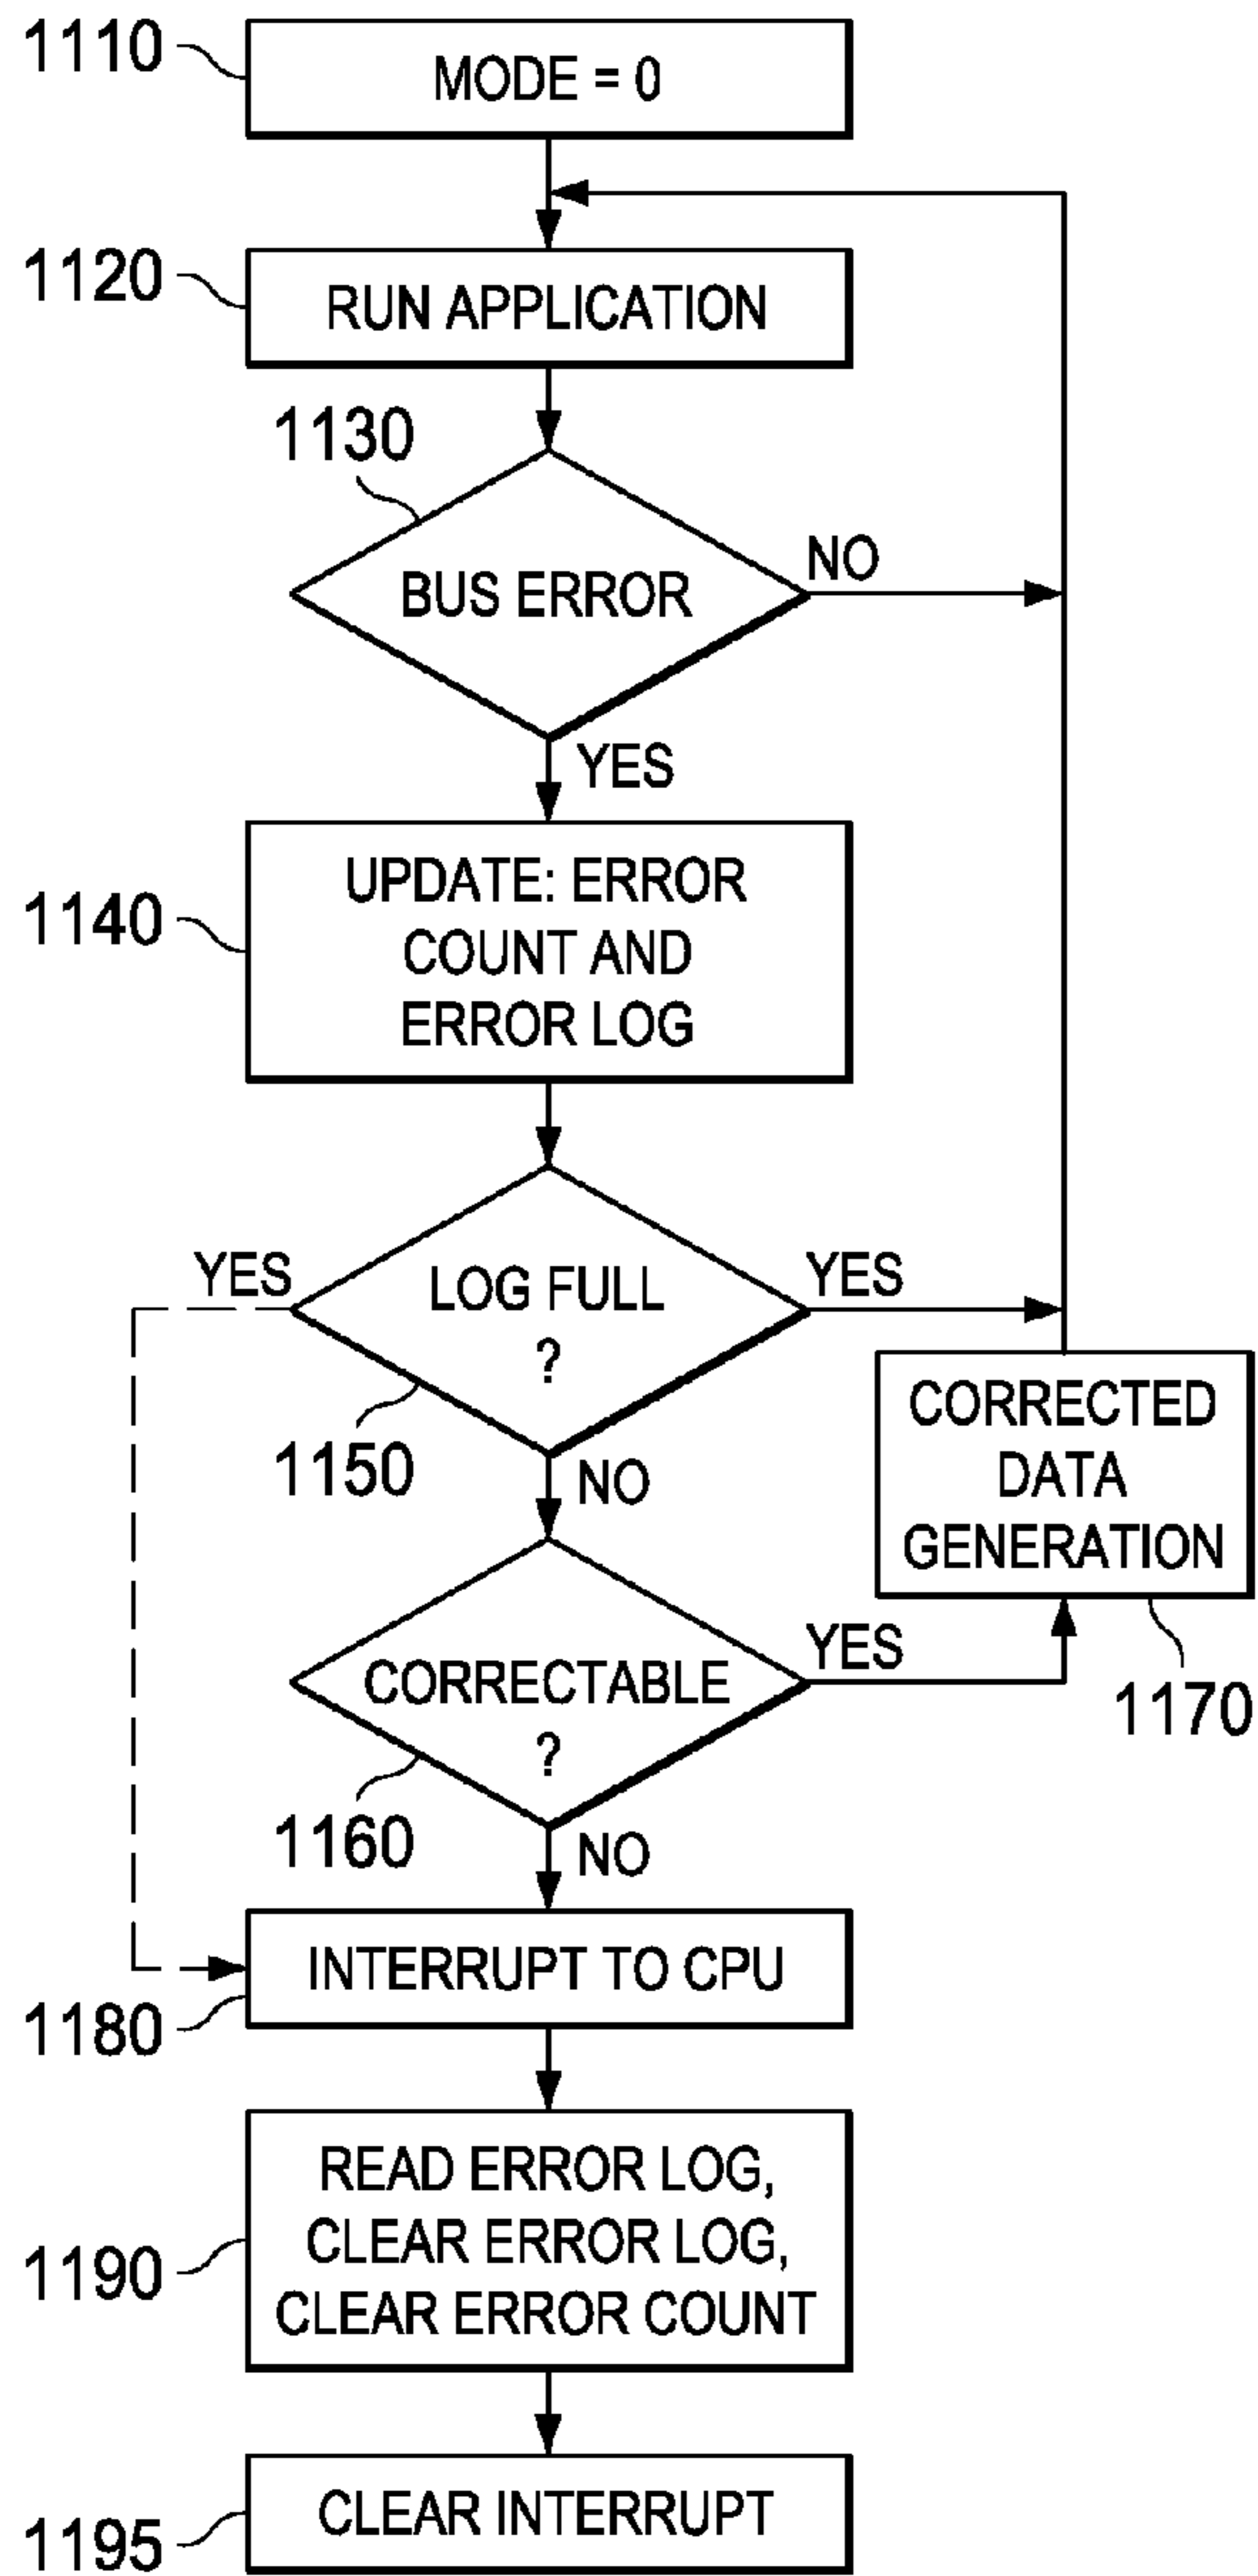 1110
MODE = 0
1120
RUN APPLICATION
1130
BUS ERROR
NO
YES
1140
UPDATE: ERROR
COUNT AND
ERROR LOG
YES
LOG FULL
?
YES
1150
NO
CORRECTED
DATA
GENERATION
1170
CORRECTABLE
?
YES
1160
NO
INTERRUPT TO CPU
1180
READ ERROR LOG,
CLEAR ERROR LOG,
CLEAR ERROR COUNT
1190
CLEAR INTERRUPT
1195